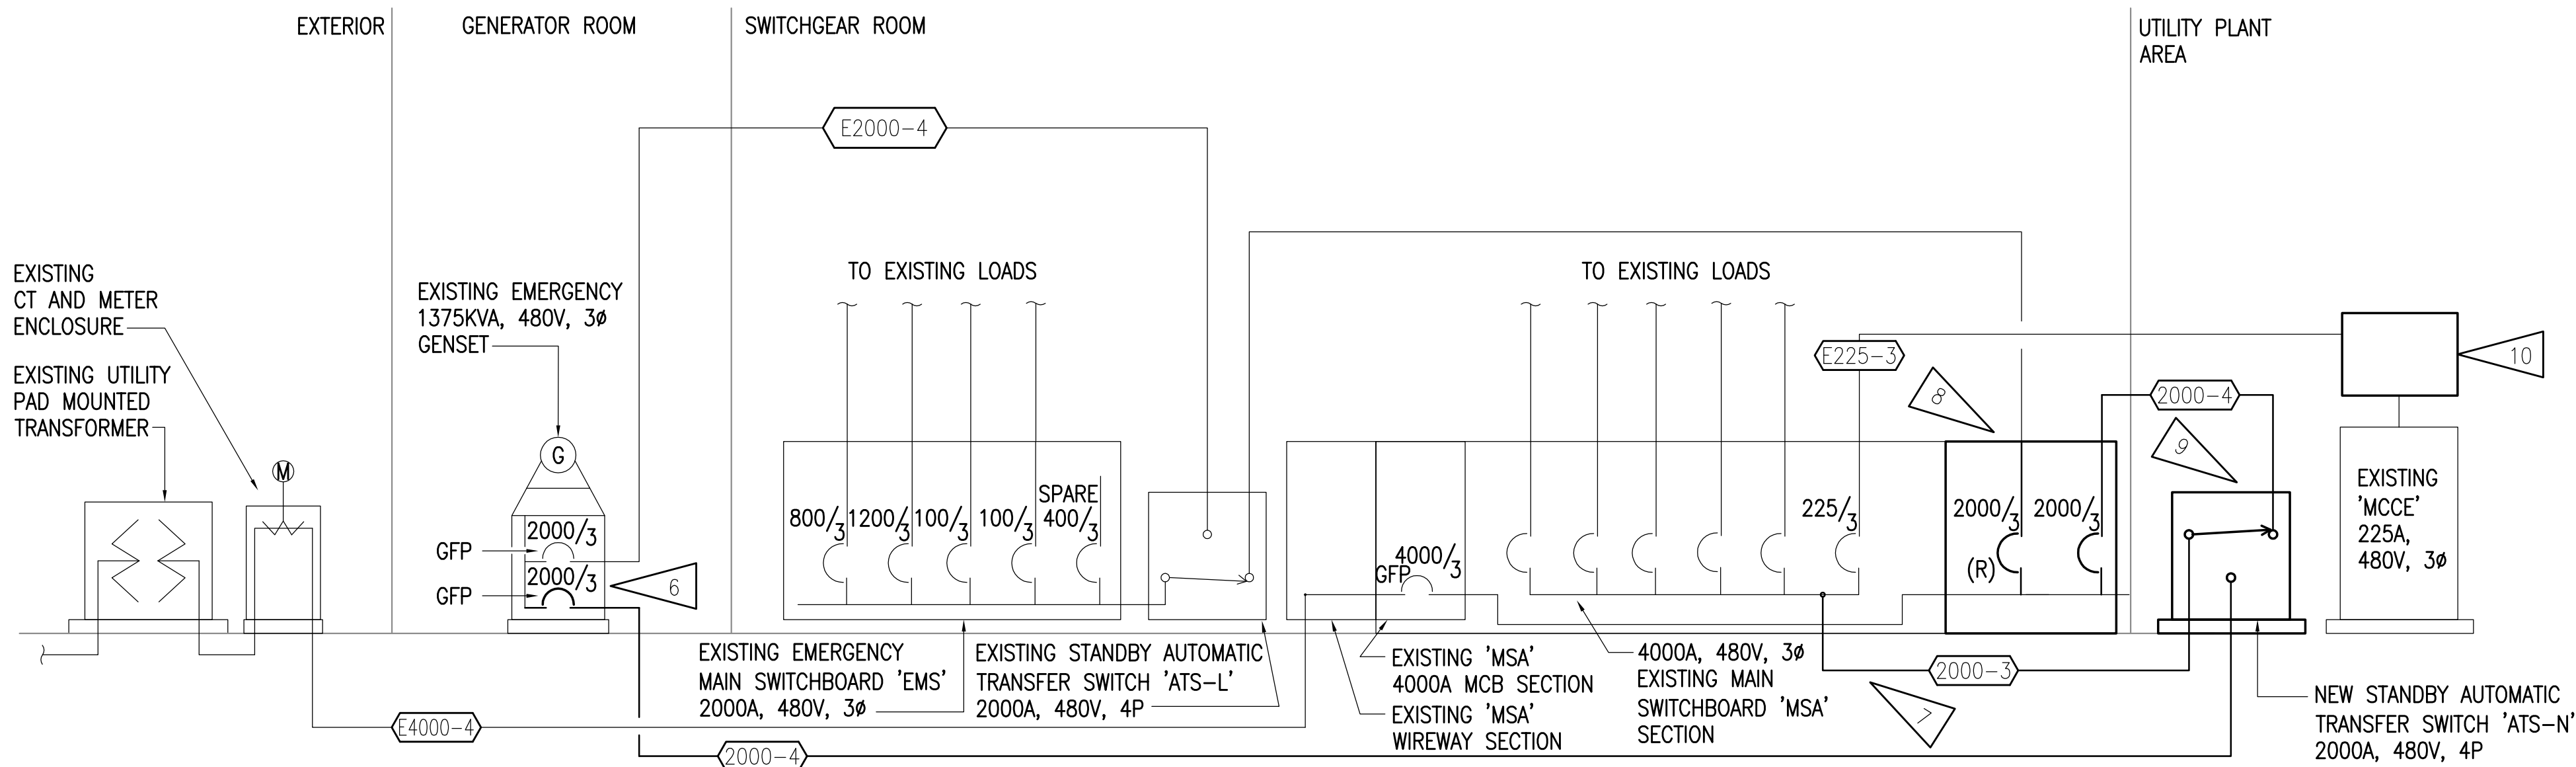 EXTERIOR
GENERATOR ROOM
SWITCHGEAR ROOM
UTILITY PLANT
AREA
E2000-4
EXISTING
CT AND METER
ENCLOSURE
EXISTING UTILITY
PAD MOUNTED
TRANSFORMER
M
EXISTING EMERGENCY
1375KVA, 480V, 3ø
GENSET
G
2000/3
GFP
2000/3
GFP
6
TO EXISTING LOADS
800/3
1200/3
100/3
100/3
SPARE
400/3
TO EXISTING LOADS
GFP
4000/3
225/3
E225-3
8
2000/3
(R)
2000/3
2000-4
9
10
EXISTING
'MCCE'
225A,
480V, 3ø
EXISTING EMERGENCY
MAIN SWITCHBOARD 'EMS'
2000A, 480V, 3ø
EXISTING STANDBY AUTOMATIC
TRANSFER SWITCH 'ATS-L'
2000A, 480V, 4P
EXISTING 'MSA'
4000A MCB SECTION
EXISTING 'MSA'
WIREWAY SECTION
4000A, 480V, 3ø
EXISTING MAIN
SWITCHBOARD 'MSA'
SECTION
7
2000-3
NEW STANDBY AUTOMATIC
TRANSFER SWITCH 'ATS-N'
2000A, 480V, 4P
E4000-4
2000-4